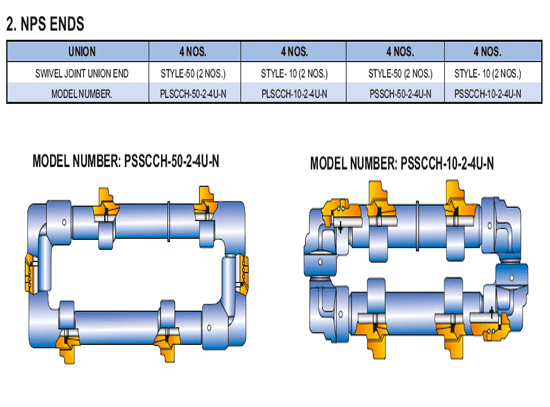 2. NPS ENDS
UNION 4 NOS. 4 NOS. 4 NOS. 4 NOS.
SWIVEL JOINT UNION END STYLE-50 (2 NOS.) STYLE- 10 (2 NOS.) STYLE-50 (2 NOS.) STYLE- 10 (2 NOS.)
MODEL NUMBER. PLSCCH-50-2-4U-N PLSCCH-10-2-4U-N PSSCH-50-2-4U-N PSSCCH-10-2-4U-N
MODEL NUMBER: PSSCCH-50-2-4U-N
MODEL NUMBER: PSSCCH-10-2-4U-N